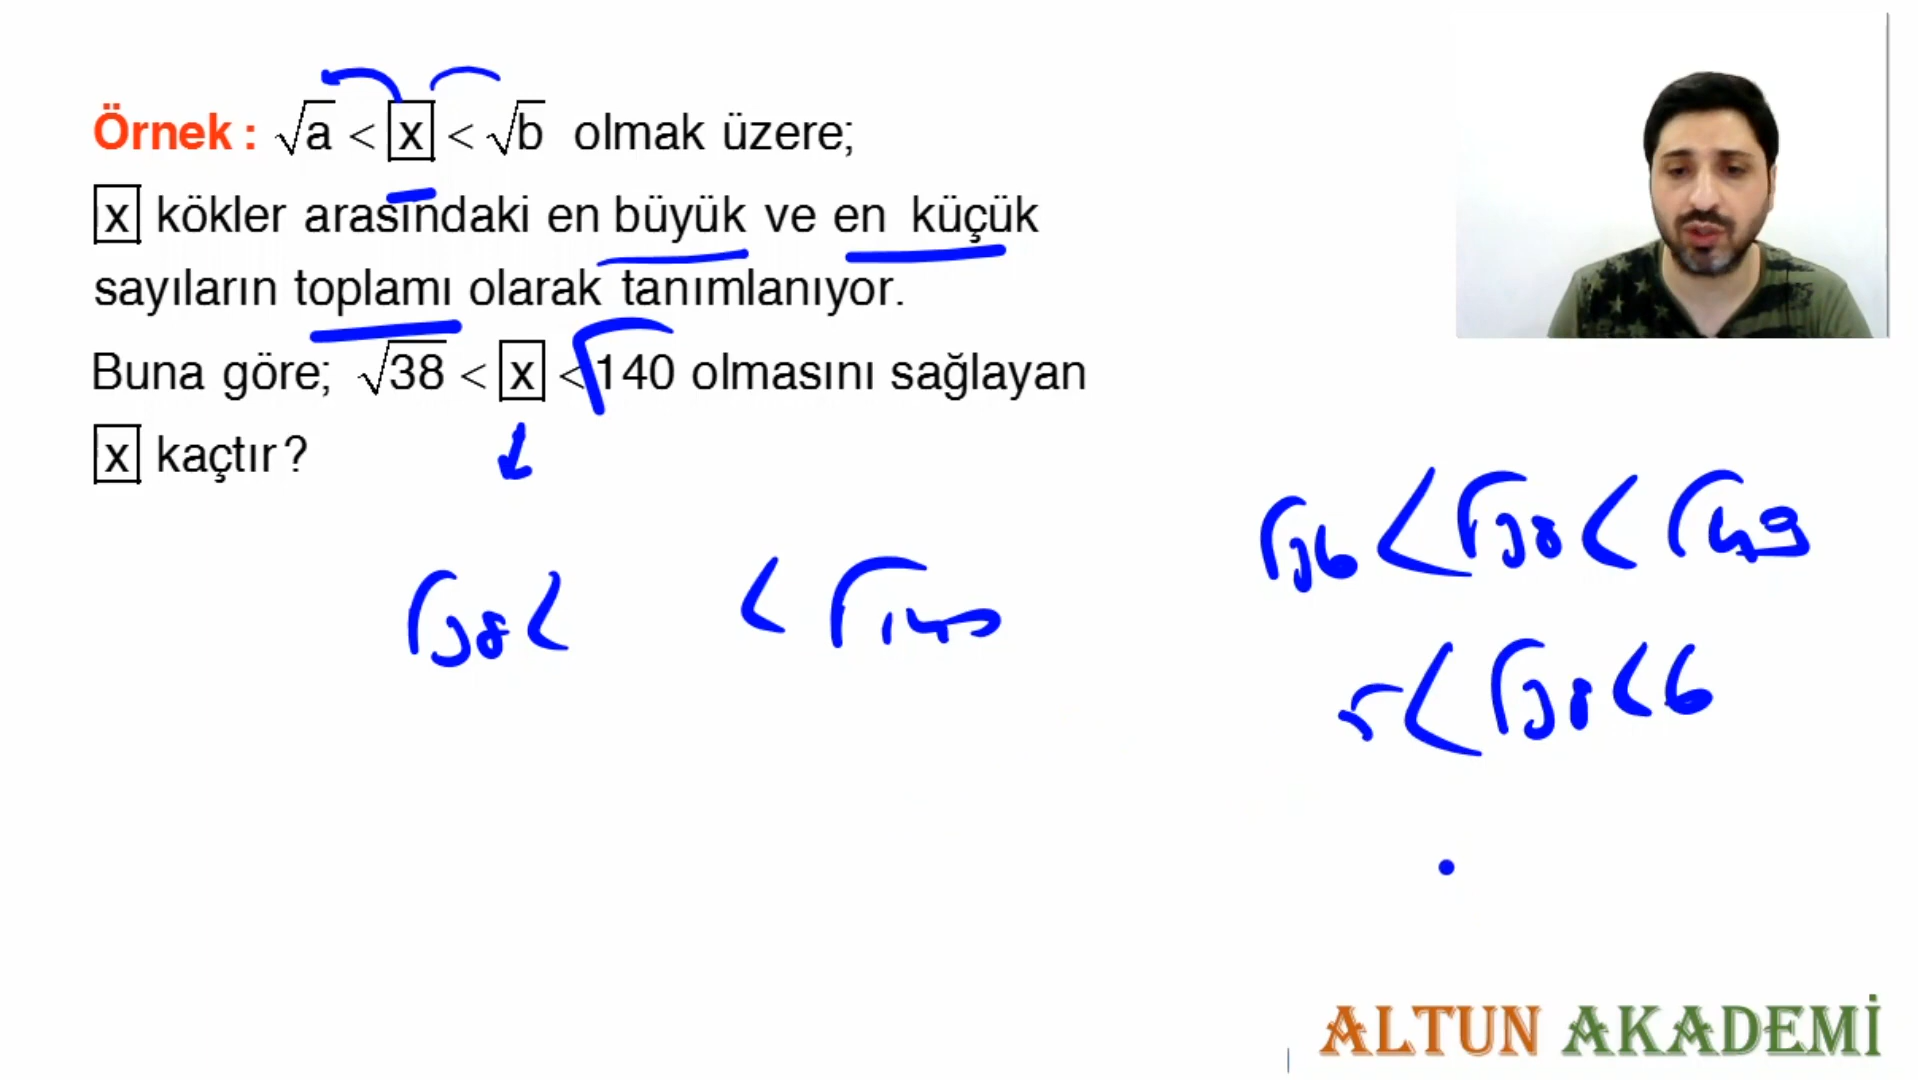 Örnek : √a < x < √b olmak üzere;
x kökler arasındaki en büyük ve en küçük
sayıların toplamı olarak tanımlanıyor.
Buna göre; √38 < x < √140 olmasını sağlayan
x kaçtır ?
√36 < √38 < √49
√38 < < √140
5 < √38 < 6
ALTUN AKADEMİ